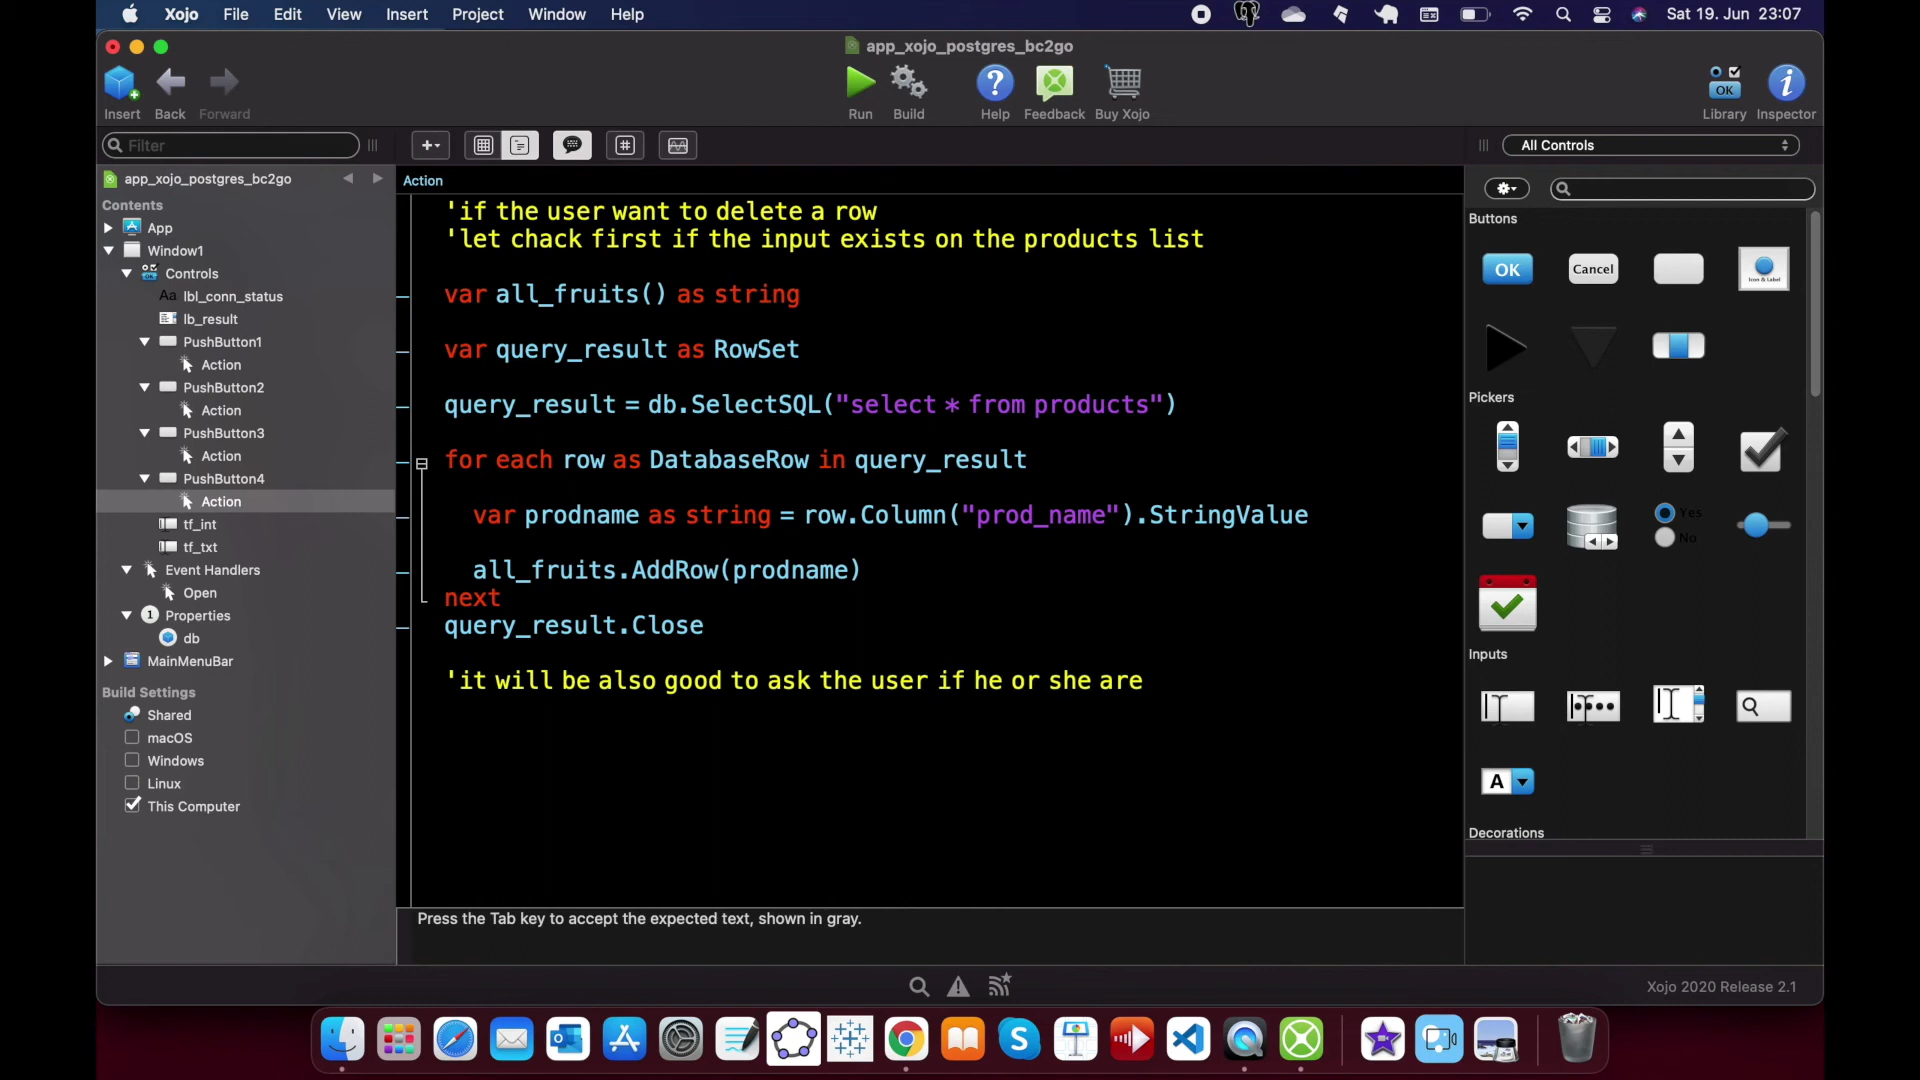 Xojo File Edit View Insert Project Window Help Sat 19. Jun 23:07
app_xojo_postgres_bc2go
Insert Back Forward Run Build Help Feedback Buy Xojo Library Inspector
OK
Filter
All Controls
app_xojo_postgres_bc2go
Contents
App
Window1
Controls
Aa lbl_conn_status
lb_result
PushButton1
Action
PushButton2
Action
PushButton3
Action
PushButton4
Action
tf_int
tf_txt
Event Handlers
Open
1 Properties
db
MainMenuBar
Build Settings
Shared
macOS
Windows
Linux
This Computer
Action
'if the user want to delete a row
'let chack first if the input exists on the products list
var all_fruits() as string
var query_result as RowSet
query_result = db.SelectSQL("select * from products")
for each row as DatabaseRow in query_result
var prodname as string = row.Column("prod_name").StringValue
all_fruits.AddRow(prodname)
next
query_result.Close
'it will be also good to ask the user if he or she are
Press the Tab key to accept the expected text, shown in gray.
Buttons
OK Cancel Icon & Label
Pickers
Yes
No
Inputs
A
Decorations
Xojo 2020 Release 2.1